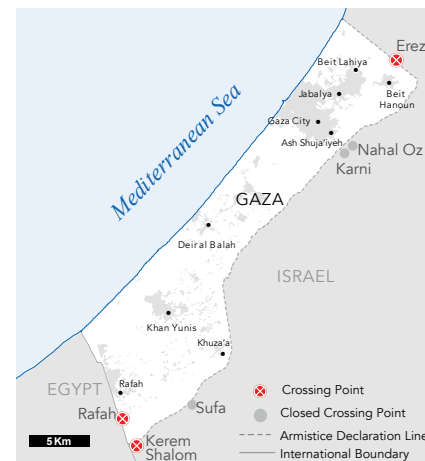 Erez
Beit Lahiya
Jabalya
Beit
Hanoun
Gaza City
Ash Shuja'iyeh
Nahal Oz
Karni
Mediterranean Sea
GAZA
Deir al Balah
ISRAEL
Khan Yunis
Khuza'a
EGYPT
Rafah
Rafah
Sufa
Kerem
Shalom
5 Km
Crossing Point
Closed Crossing Point
Armistice Declaration Line
International Boundary